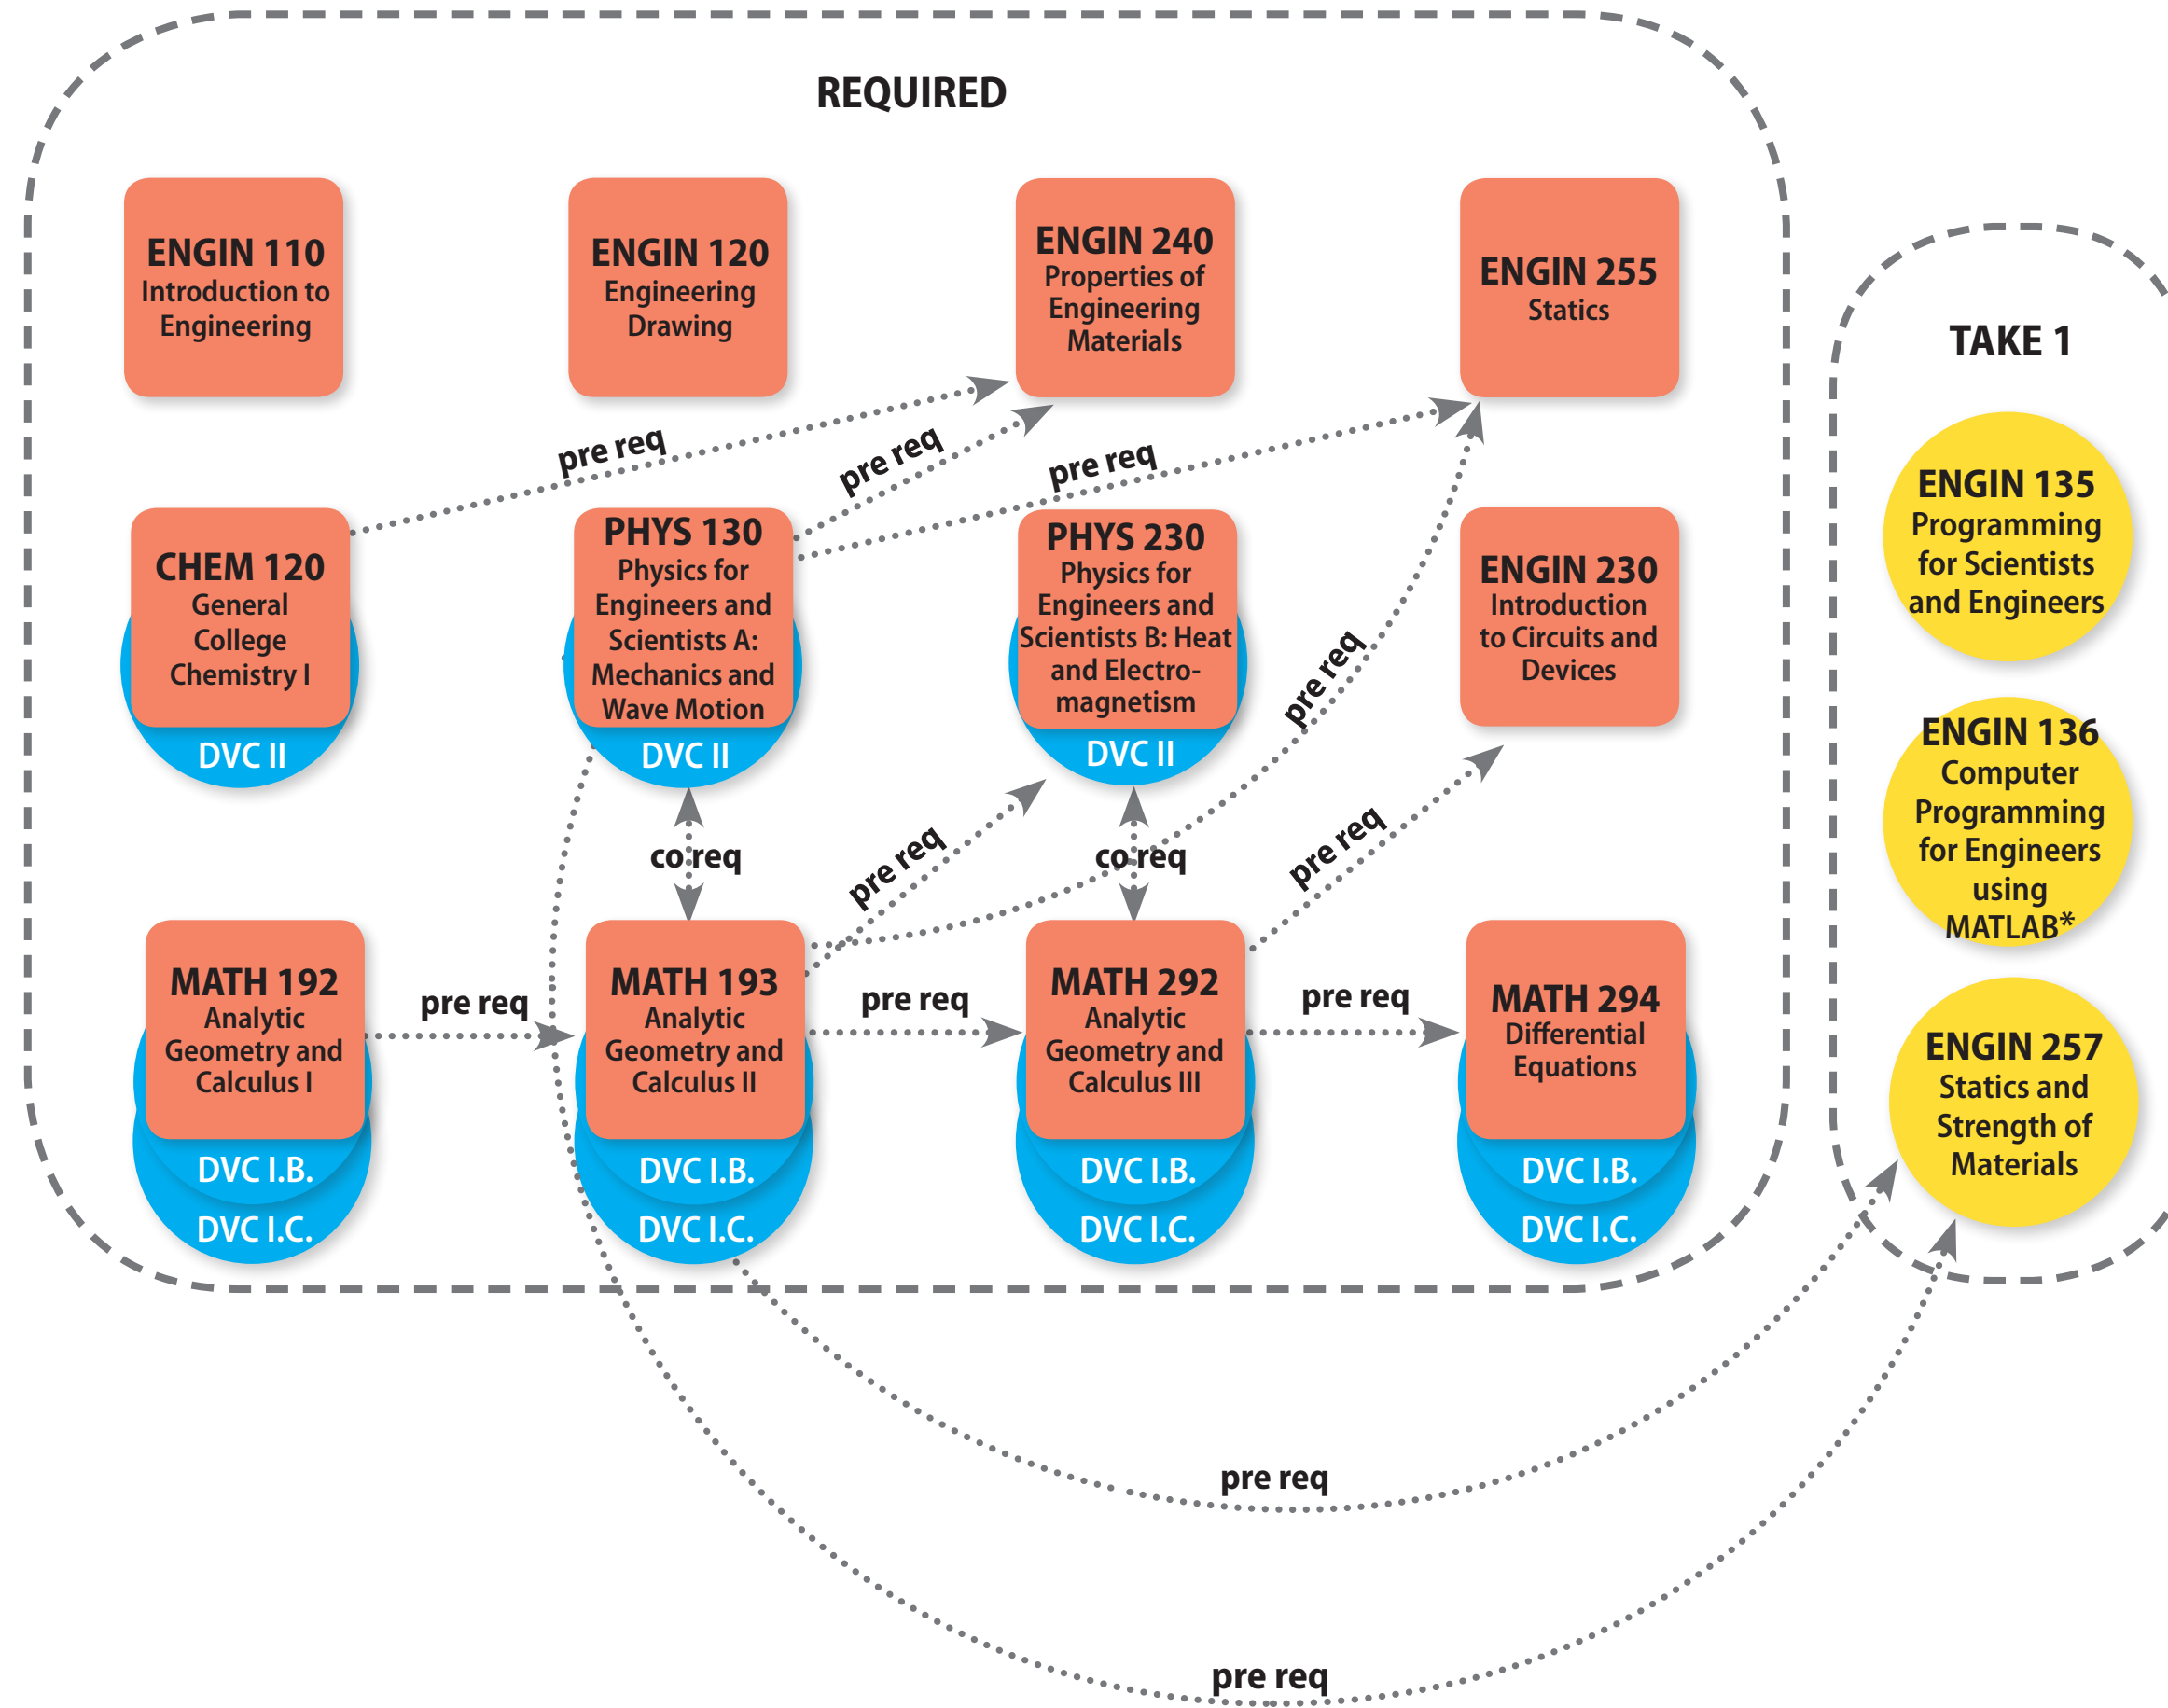 REQUIRED
ENGIN 110
Introduction to
Engineering
ENGIN 120
Engineering
Drawing
ENGIN 240
Properties of
Engineering
Materials
ENGIN 255
Statics
TAKE 1
pre req
pre req
pre req
CHEM 120
General
College
Chemistry I
DVC II
PHYS 130
Physics for
Engineers and
Scientists A:
Mechanics and
Wave Motion
DVC II
PHYS 230
Physics for
Engineers and
Scientists B: Heat
and Electro-
magnetism
DVC II
pre req
ENGIN 230
Introduction
to Circuits and
Devices
ENGIN 135
Programming
for Scientists
and Engineers
ENGIN 136
Computer
Programming
for Engineers
using
MATLAB*
co req
pre req
co req
pre req
MATH 192
Analytic
Geometry and
Calculus I
DVC I.B.
DVC I.C.
pre req
MATH 193
Analytic
Geometry and
Calculus II
DVC I.B.
DVC I.C.
pre req
MATH 292
Analytic
Geometry and
Calculus III
DVC I.B.
DVC I.C.
pre req
MATH 294
Differential
Equations
DVC I.B.
DVC I.C.
ENGIN 257
Statics and
Strength of
Materials
pre req
pre req